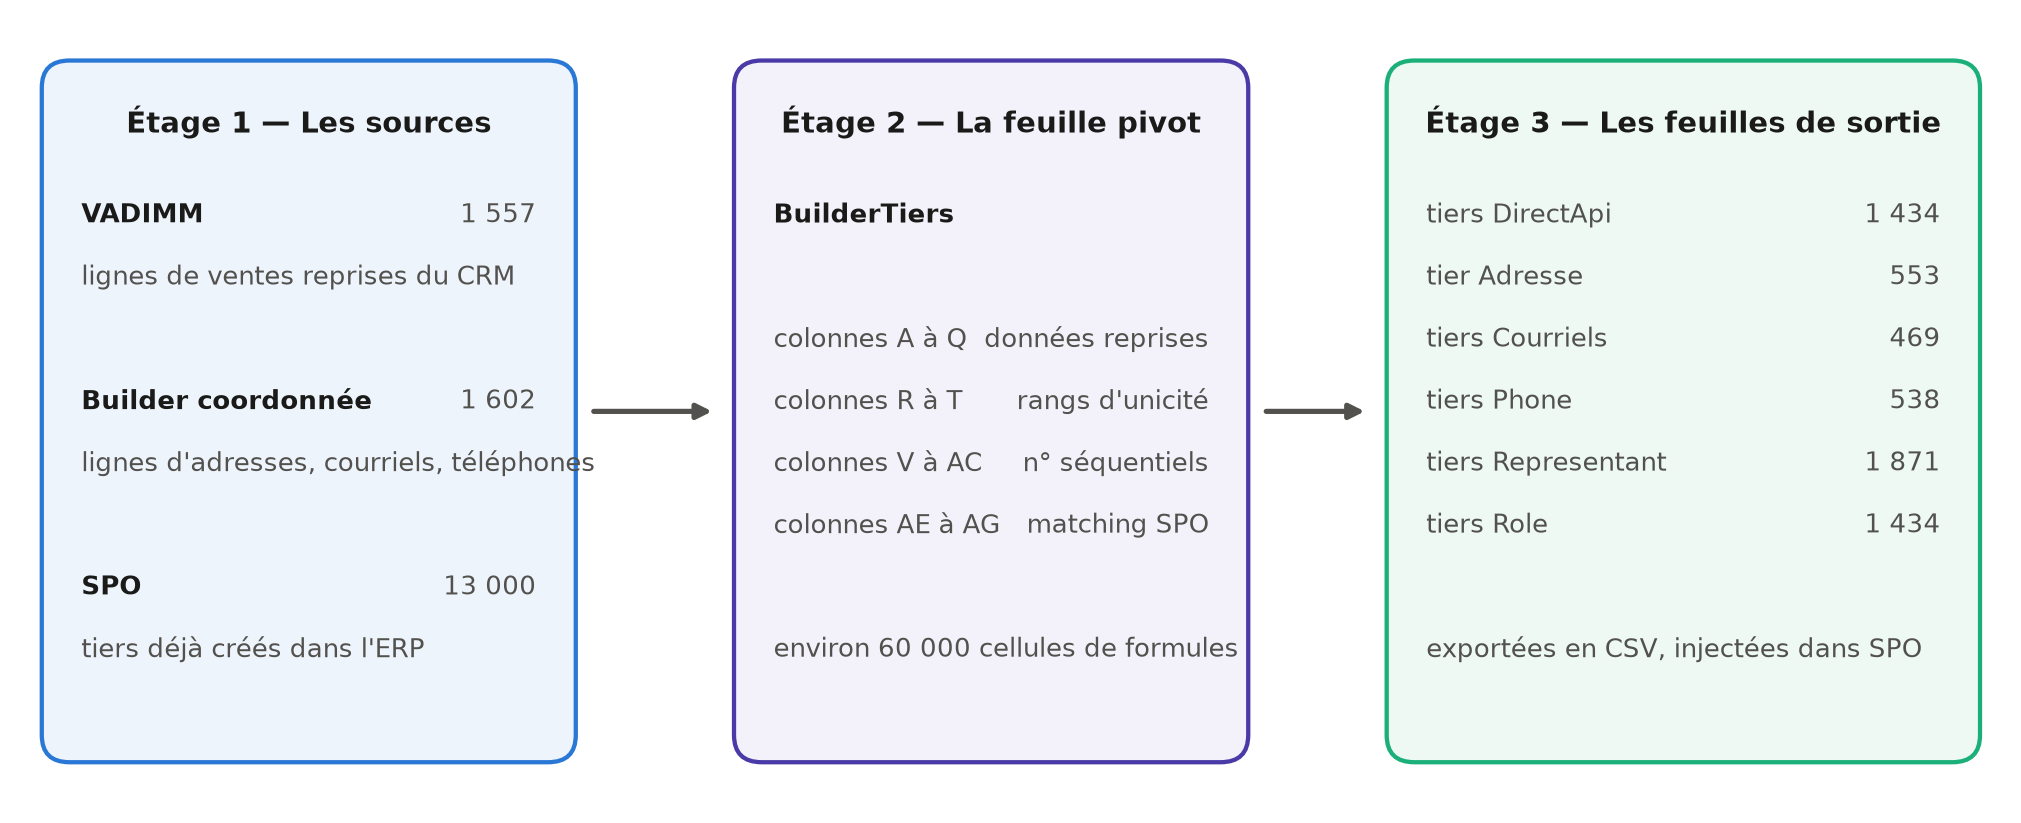 Étage 1 — Les sources
VADIMM 1 557
lignes de ventes reprises du CRM
Builder coordonnée 1 602
lignes d'adresses, courriels, téléphones
SPO 13 000
tiers déjà créés dans l'ERP
Étage 2 — La feuille pivot
BuilderTiers
colonnes A à Q données reprises
colonnes R à T rangs d'unicité
colonnes V à AC n° séquentiels
colonnes AE à AG matching SPO
environ 60 000 cellules de formules
Étage 3 — Les feuilles de sortie
tiers DirectApi 1 434
tier Adresse 553
tiers Courriels 469
tiers Phone 538
tiers Representant 1 871
tiers Role 1 434
exportées en CSV, injectées dans SPO